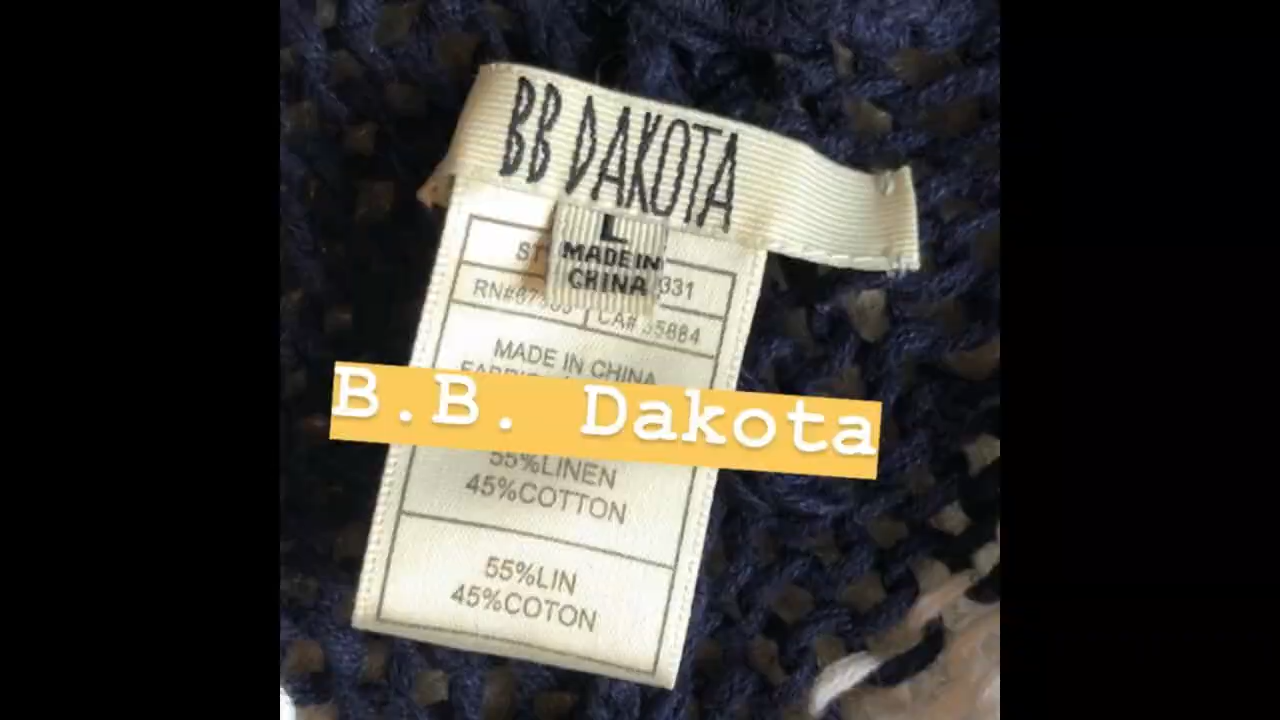 BB DAKOTA
L
MADE IN
CHINA
331
CA#
MADE IN CHINA
B.B. Dakota
55%LINEN
45%COTTON
55%LIN
45%COTON